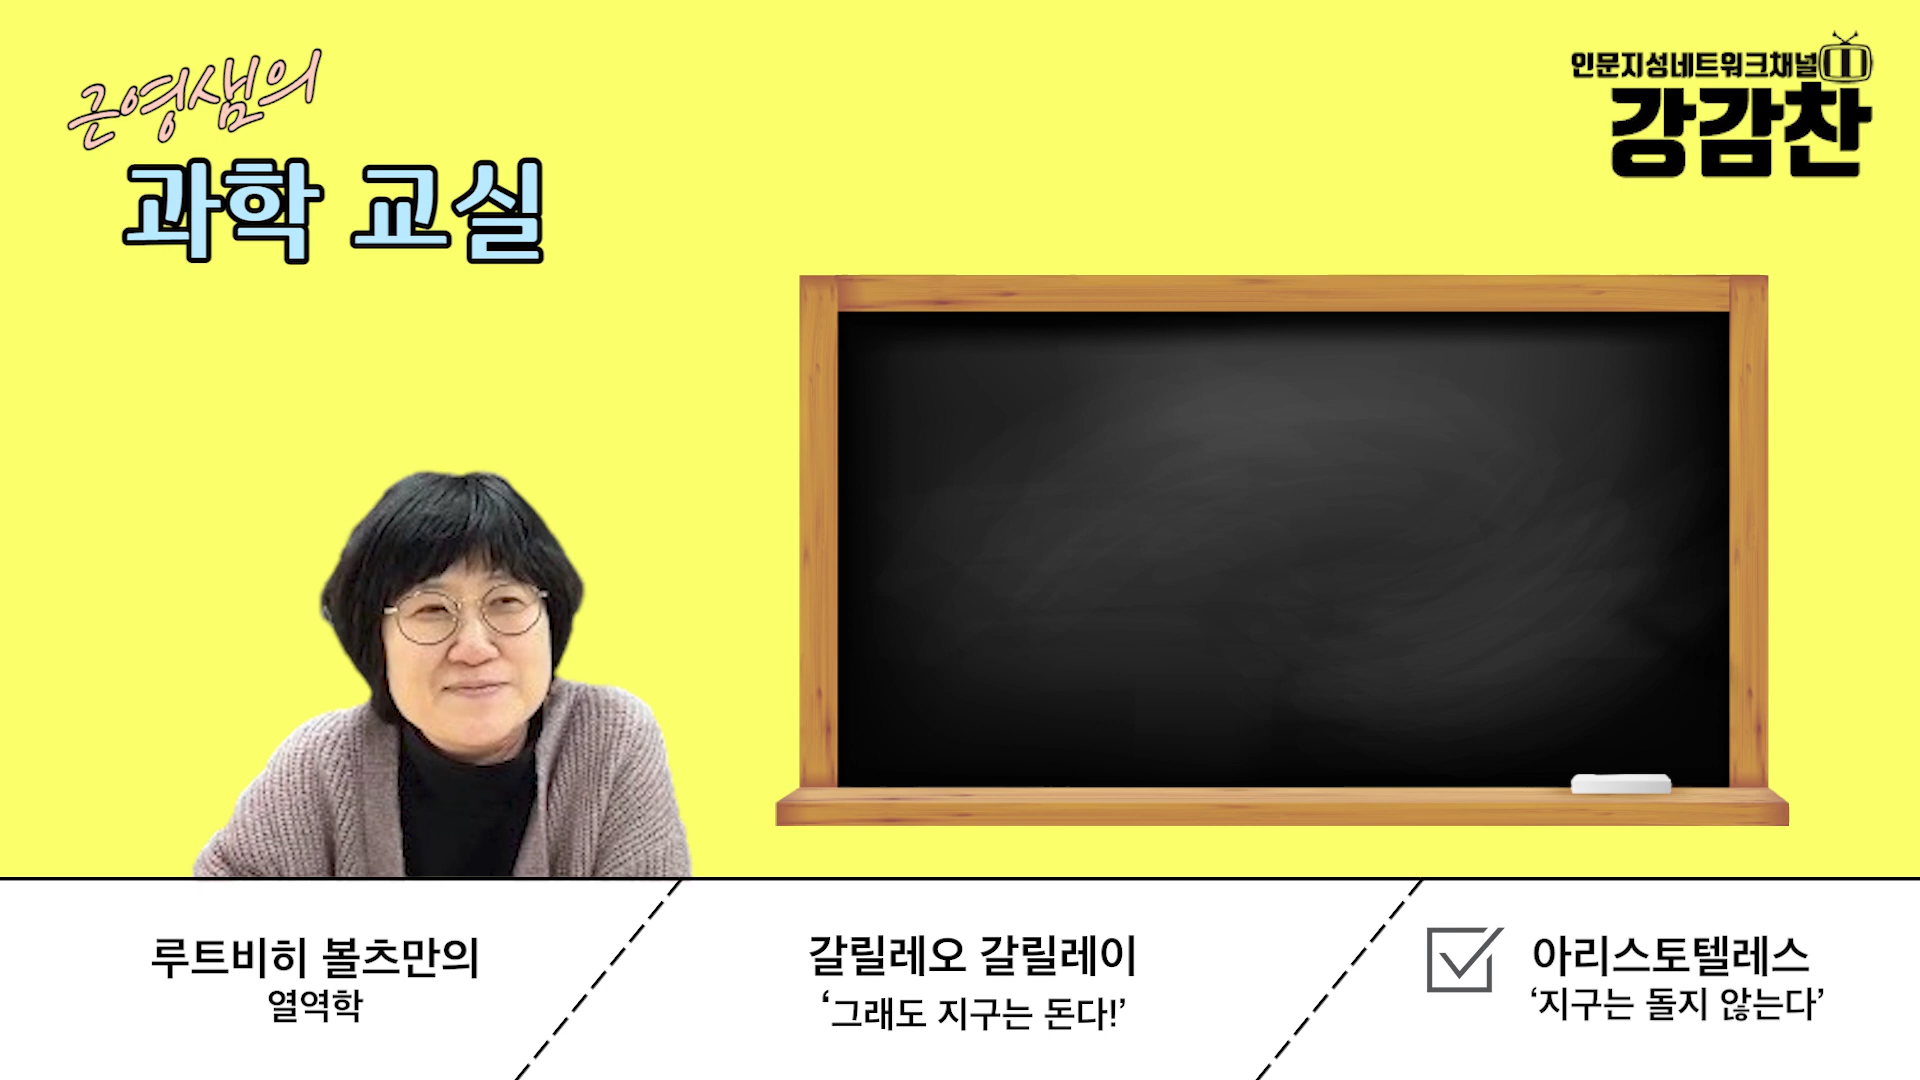 근영샘의
과학 교실
인문지성네트워크채널
강감찬
루트비히 볼츠만의
열역학
갈릴레오 갈릴레이
‘그래도 지구는 돈다!’
아리스토텔레스
‘지구는 돌지 않는다’